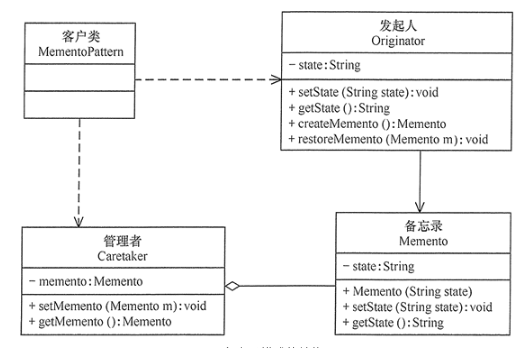 客户类
MementoPattern
发起人
Originator
- state:String
+ setState (String state):void
+ getState ():String
+ createMemento ():Memento
+ restoreMemento (Memento m):void
管理者
Caretaker
- memento:Memento
+ setMemento (Memento m):void
+ getMemento ():Memento
备忘录
Memento
- state:String
+ Memento (String state)
+ setState (String state):void
+ getState ():String